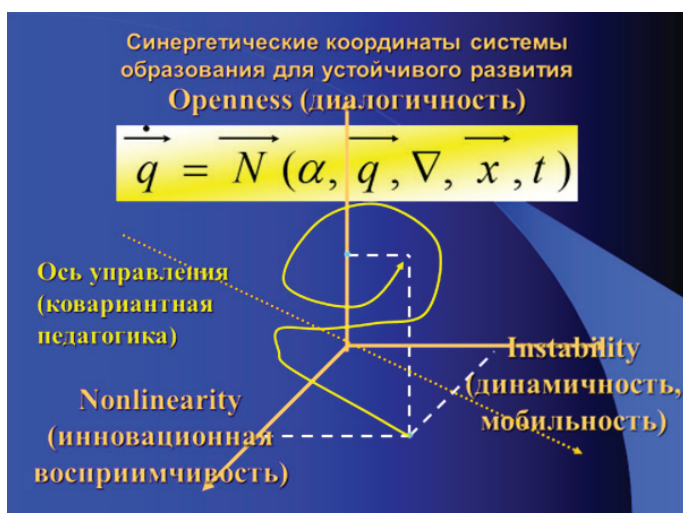 Синергетические координаты системы
образования для устойчивого развития
Openness (диалогичность)
q̇ = N (α, q, ∇, x, t)
Ось управления
(ковариантная
педагогика)
Instability
(динамичность,
мобильность)
Nonlinearity
(инновационная
восприимчивость)